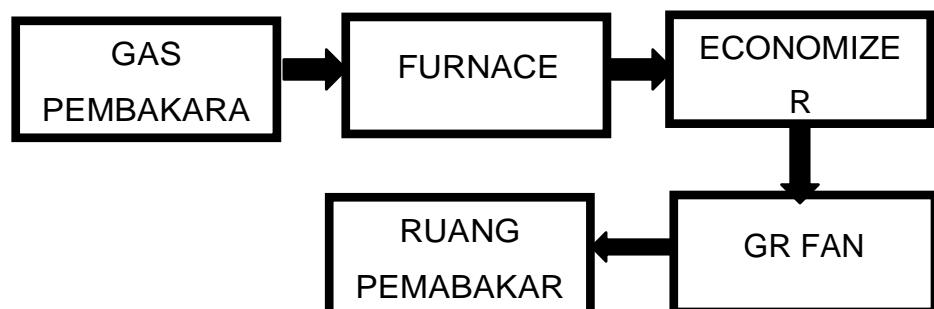 GAS
PEMBAKARA
FURNACE
ECONOMIZE
R
GR FAN
RUANG
PEMABAKAR